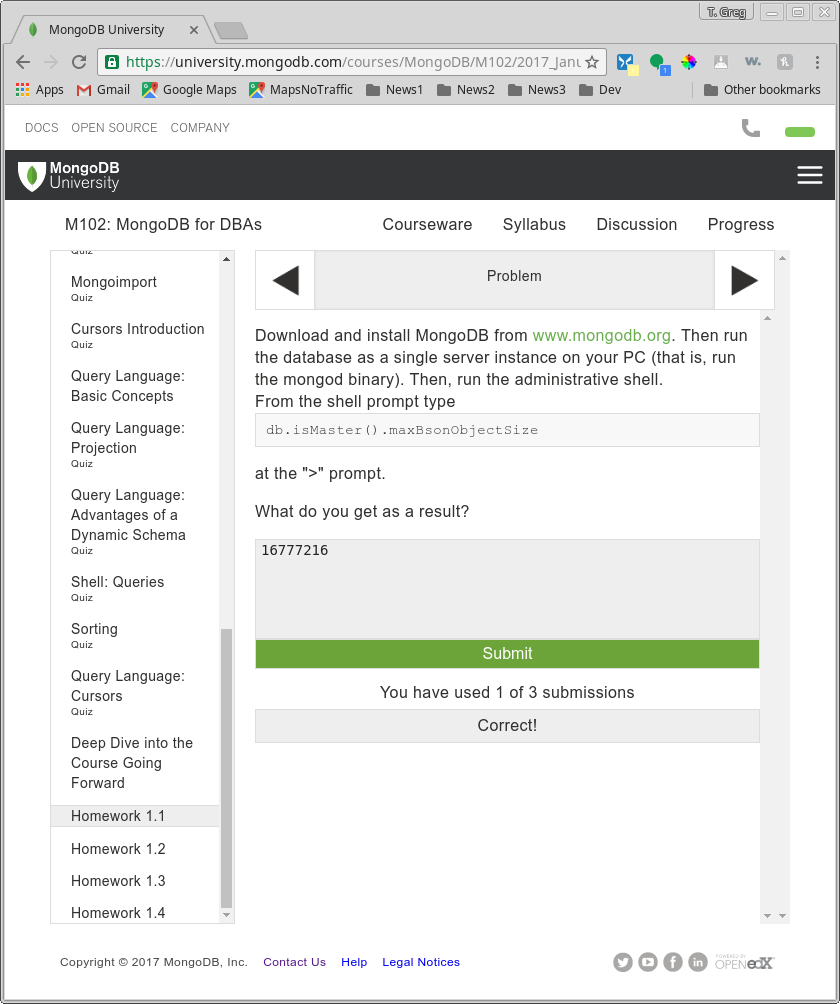 T. Greg
MongoDB University
https://university.mongodb.com/courses/MongoDB/M102/2017_Janu
1
w.
Apps Gmail Google Maps MapsNoTraffic News1 News2 News3 Dev Other bookmarks
DOCS OPEN SOURCE COMPANY
MongoDB
University
M102: MongoDB for DBAs Courseware Syllabus Discussion Progress
Quiz
Mongoimport
Quiz
Cursors Introduction
Quiz
Query Language:
Basic Concepts
Query Language:
Projection
Quiz
Query Language:
Advantages of a
Dynamic Schema
Quiz
Shell: Queries
Quiz
Sorting
Quiz
Query Language:
Cursors
Quiz
Deep Dive into the
Course Going
Forward
Homework 1.1
Homework 1.2
Homework 1.3
Homework 1.4
Problem
Download and install MongoDB from www.mongodb.org. Then run
the database as a single server instance on your PC (that is, run
the mongod binary). Then, run the administrative shell.
From the shell prompt type
db.isMaster().maxBsonObjectSize
at the ">" prompt.
What do you get as a result?
16777216
Submit
You have used 1 of 3 submissions
Correct!
Copyright © 2017 MongoDB, Inc. Contact Us Help Legal Notices
POWERED BY
OPEN edX